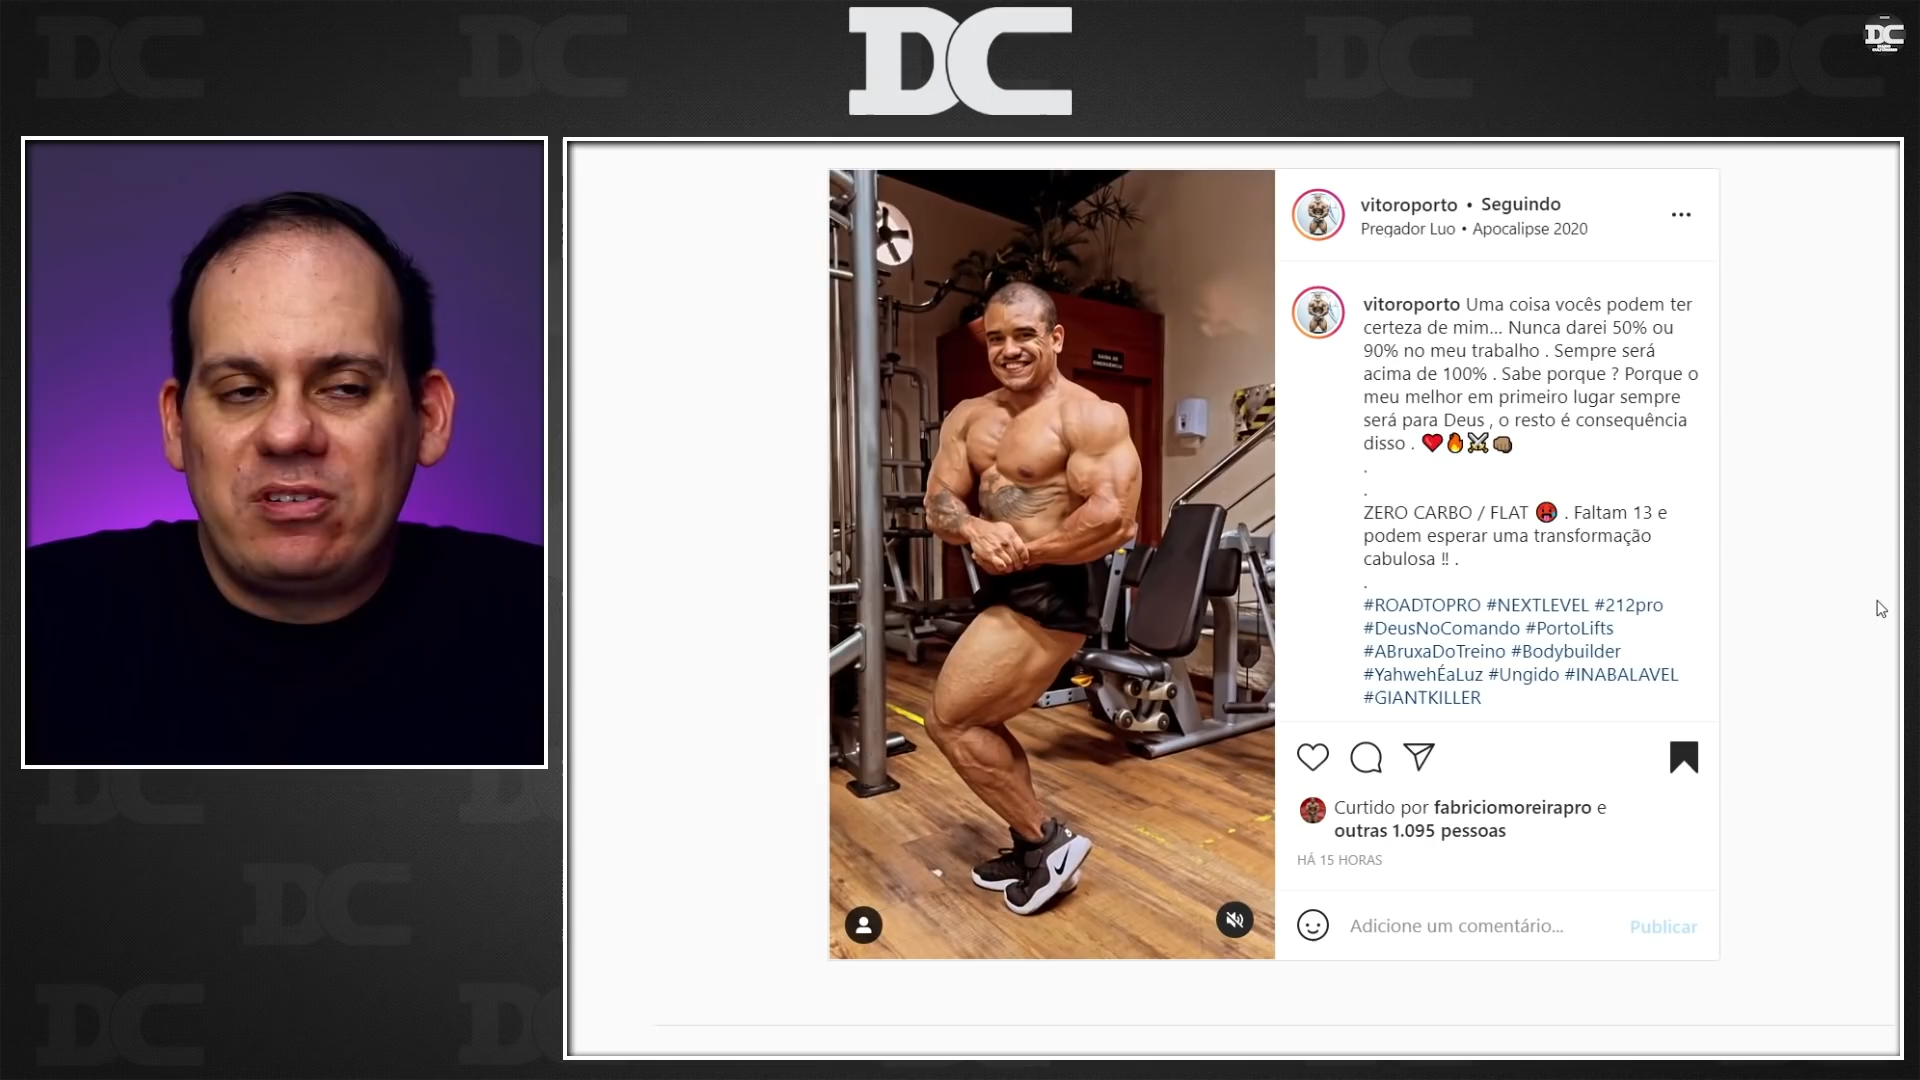 DC
DC
vitoroporto • Seguindo
Pregador Luo • Apocalipse 2020
vitoroporto Uma coisa vocês podem ter
certeza de mim... Nunca darei 50% ou
90% no meu trabalho . Sempre será
acima de 100% . Sabe porque ? Porque o
meu melhor em primeiro lugar sempre
será para Deus , o resto é consequência
disso . ❤️🔥⚔️👊🏽
.
.
ZERO CARBO / FLAT 🥵 . Faltam 13 e
podem esperar uma transformação
cabulosa ‼ .
.
#ROADTOPRO #NEXTLEVEL #212pro
#DeusNoComando #PortoLifts
#ABruxaDoTreino #Bodybuilder
#YahwehÉaLuz #Ungido #INABALAVEL
#GIANTKILLER
Curtido por fabriciomoreirapro e
outras 1.095 pessoas
HÁ 15 HORAS
Adicione um comentário...
Publicar
SAÍDA DE
EMERGÊNCIA